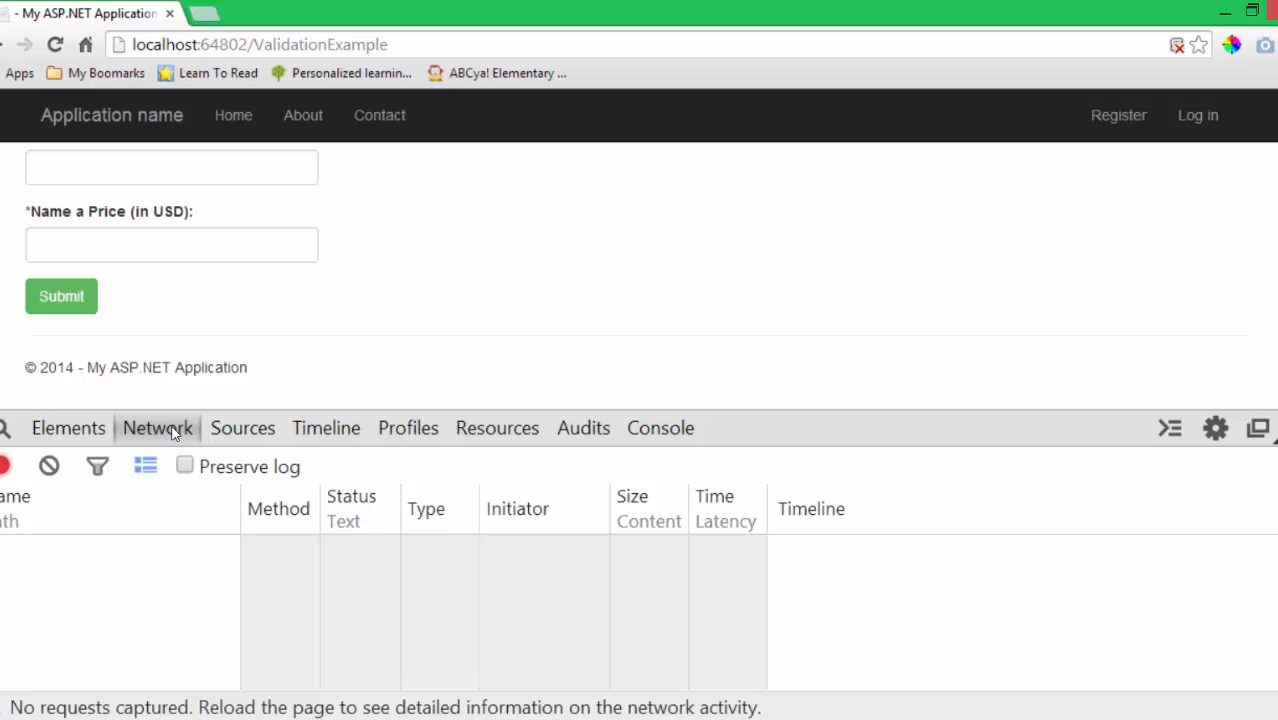 - My ASP.NET Application ×
localhost:64802/ValidationExample
Apps My Boomarks Learn To Read Personalized learnin... ABCya! Elementary ...
Application name Home About Contact Register Log in
*Name a Price (in USD):
Submit
© 2014 - My ASP.NET Application
Elements Network Sources Timeline Profiles Resources Audits Console
Preserve log
ame Method Status Type Initiator Size Time Timeline
ath Text Content Latency
No requests captured. Reload the page to see detailed information on the network activity.